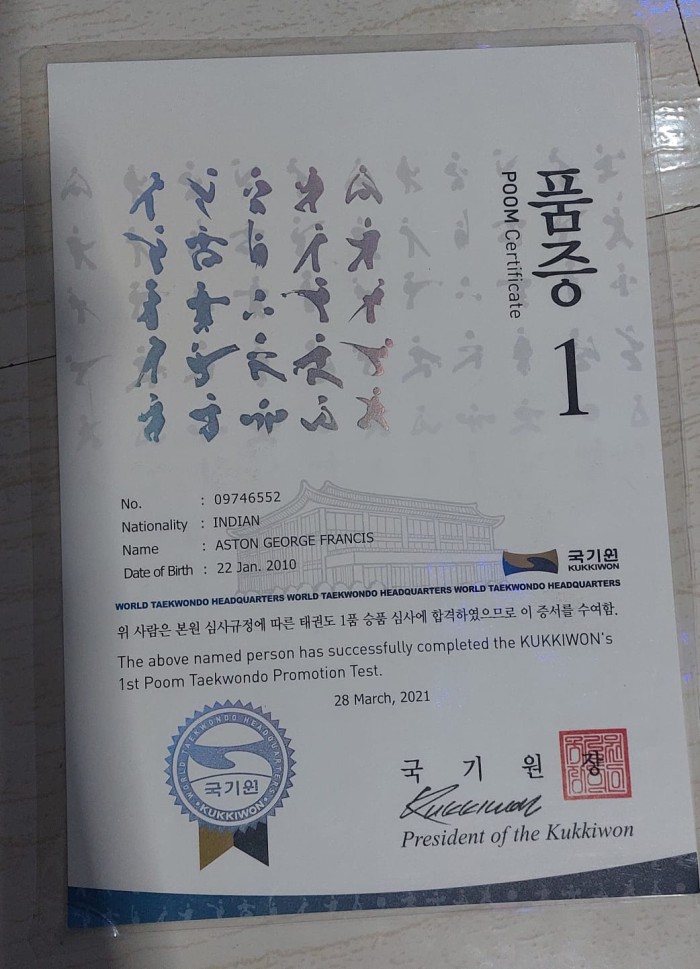 품증
POOM Certificate
1
No. : 09746552
Nationality : INDIAN
Name : ASTON GEORGE FRANCIS
Date of Birth : 22 Jan. 2010
국기원
KUKKIWON
WORLD TAEKWONDO HEADQUARTERS WORLD TAEKWONDO HEADQUARTERS WORLD TAEKWONDO HEADQUARTERS
위 사람은 본원 심사규정에 따른 태권도 1품 승품 심사에 합격하였으므로 이 증서를 수여함.
The above named person has successfully completed the KUKKIWON's
1st Poom Taekwondo Promotion Test.
28 March, 2021
WORLD TAEKWONDO HEADQUARTERS
국기원
KUKKIWON
국 기 원 장
Kukkiwon
President of the Kukkiwon